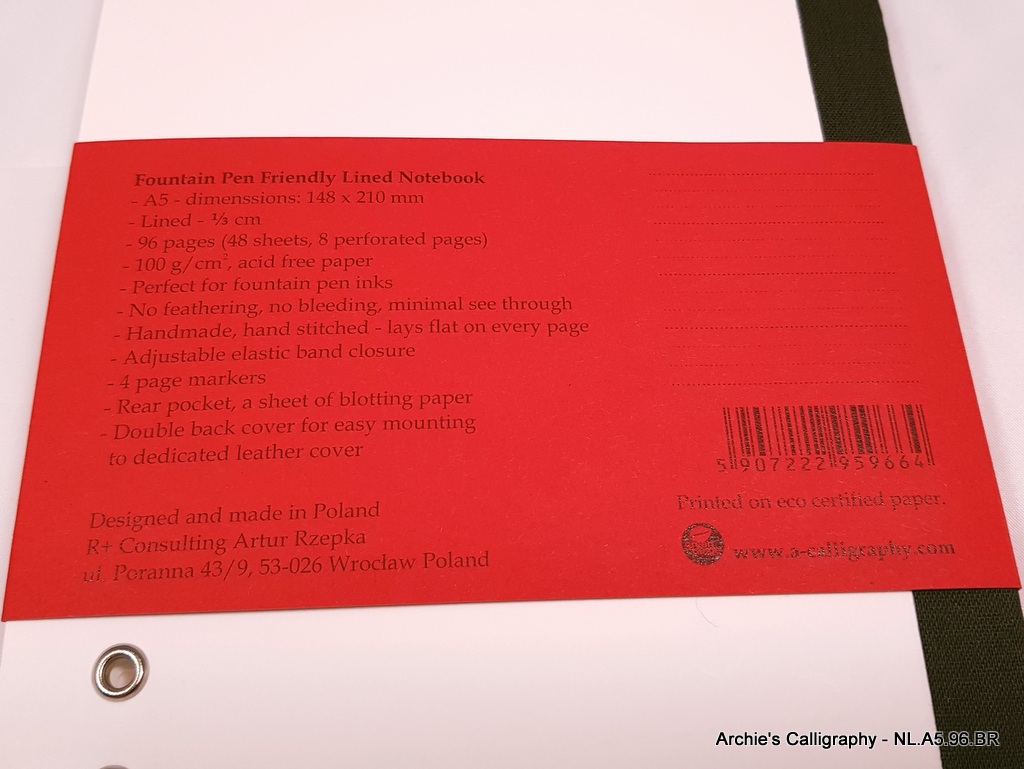 Fountain Pen Friendly Lined Notebook
- A5 - dimenssions: 148 x 210 mm
- Lined - ⅓ cm
- 96 pages (48 sheets, 8 perforated pages)
- 100 g/cm², acid free paper
- Perfect for fountain pen inks
- No feathering, no bleeding, minimal see through
- Handmade, hand stitched - lays flat on every page
- Adjustable elastic band closure
- 4 page markers
- Rear pocket, a sheet of blotting paper
- Double back cover for easy mounting
to dedicated leather cover
Designed and made in Poland
R+ Consulting Artur Rzepka
ul. Poranna 43/9, 53-026 Wrocław Poland
5 907222 959664
Printed on eco certified paper.
www.a-calligraphy.com
Archie's Calligraphy - NL.A5.96.BR